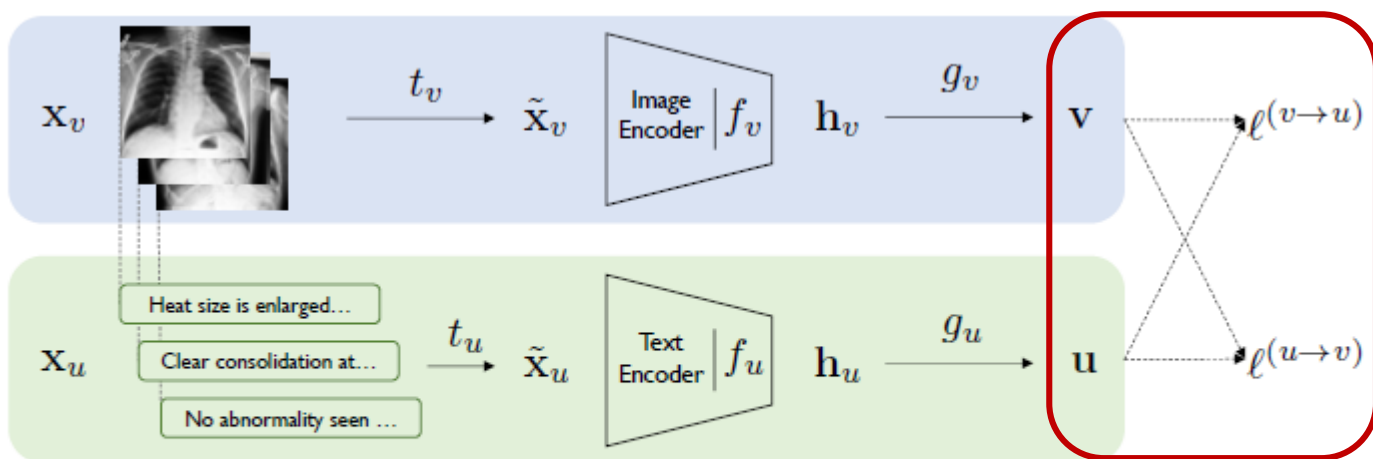 x_v
t_v
x̃_v
Image
Encoder
f_v
h_v
g_v
v
ℓ^(v→u)
x_u
Heat size is enlarged…
Clear consolidation at…
No abnormality seen …
t_u
x̃_u
Text
Encoder
f_u
h_u
g_u
u
ℓ^(u→v)